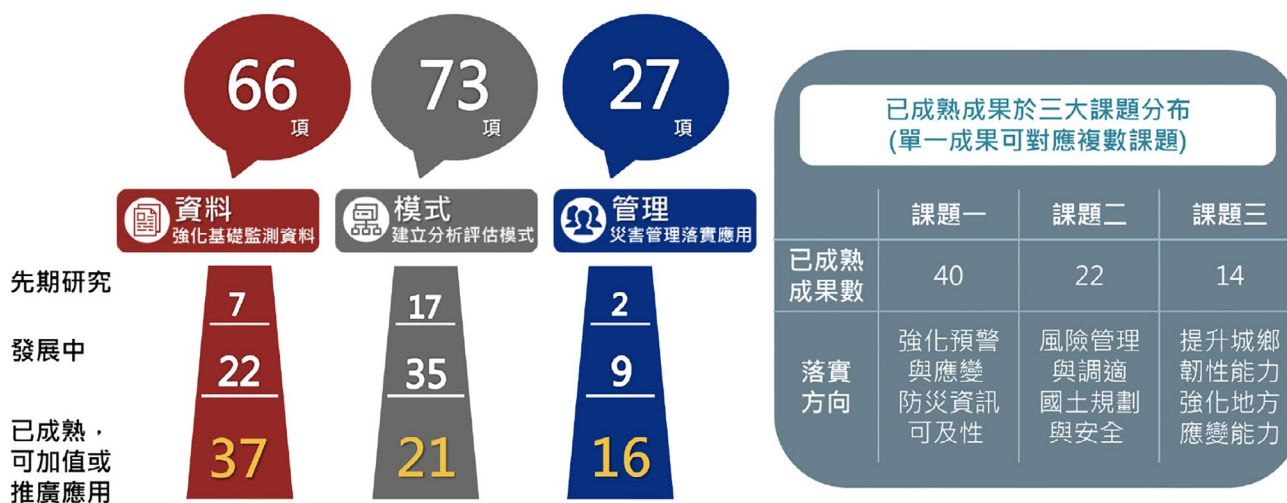 66
項
73
項
27
項
資料
強化基礎監測資料
模式
建立分析評估模式
管理
災害管理落實應用
先期研究
7
17
2
發展中
22
35
9
已成熟，
可加值或
推廣應用
37
21
16
已成熟成果於三大課題分布
(單一成果可對應複數課題)
課題一
課題二
課題三
已成熟
成果數
40
22
14
落實
方向
強化預警
與應變
防災資訊
可及性
風險管理
與調適
國土規劃
與安全
提升城鄉
韌性能力
強化地方
應變能力